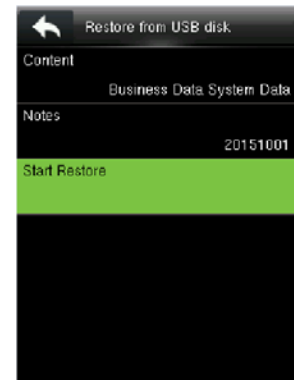 Restore from USB disk
Content
Business Data System Data
Notes
20151001
Start Restore